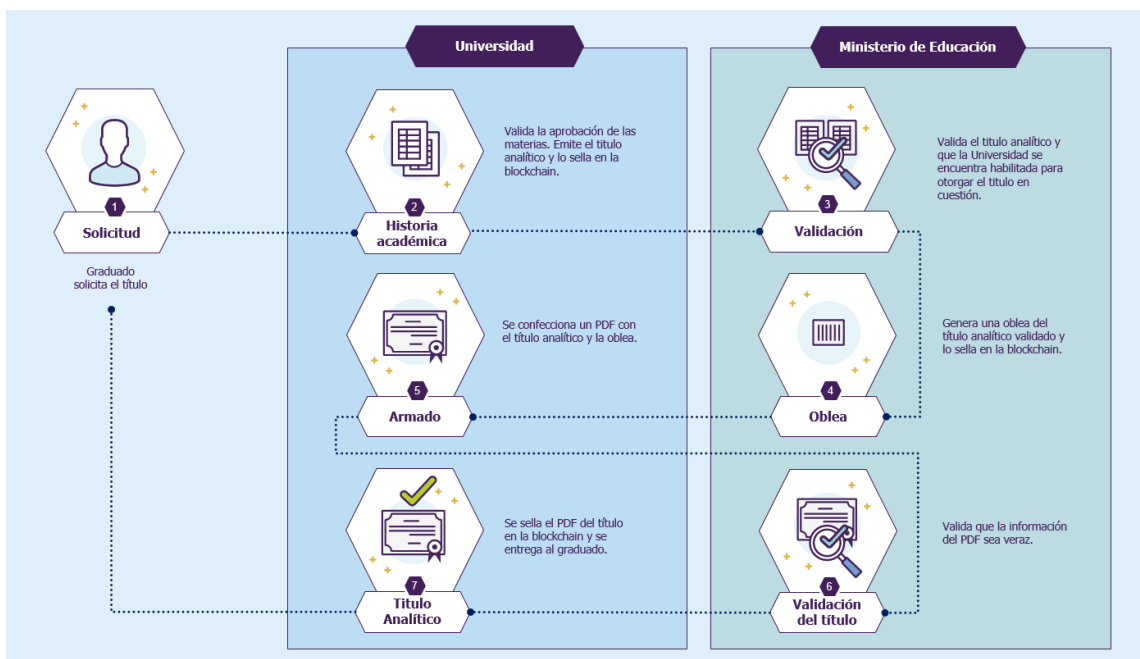 Universidad
Ministerio de Educación
1
Solicitud
Graduado
solicita el título
2
Historia
académica
Valida la aprobación de las
materias. Emite el titulo
analítico y lo sella en la
blockchain.
3
Validación
Valida el titulo analítico y
que la Universidad se
encuentra habilitada para
otorgar el titulo en
cuestión.
4
Oblea
Genera una oblea del
título analítico validado y
lo sella en la blockchain.
5
Armado
Se confecciona un PDF con
el título analítico y la oblea.
6
Validación
del título
Valida que la información
del PDF sea veraz.
7
Titulo
Analítico
Se sella el PDF del título
en la blockchain y se
entrega al graduado.